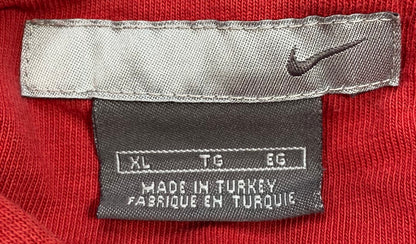 XL TG EG
MADE IN TURKEY
FABRIQUE EN TURQUIE